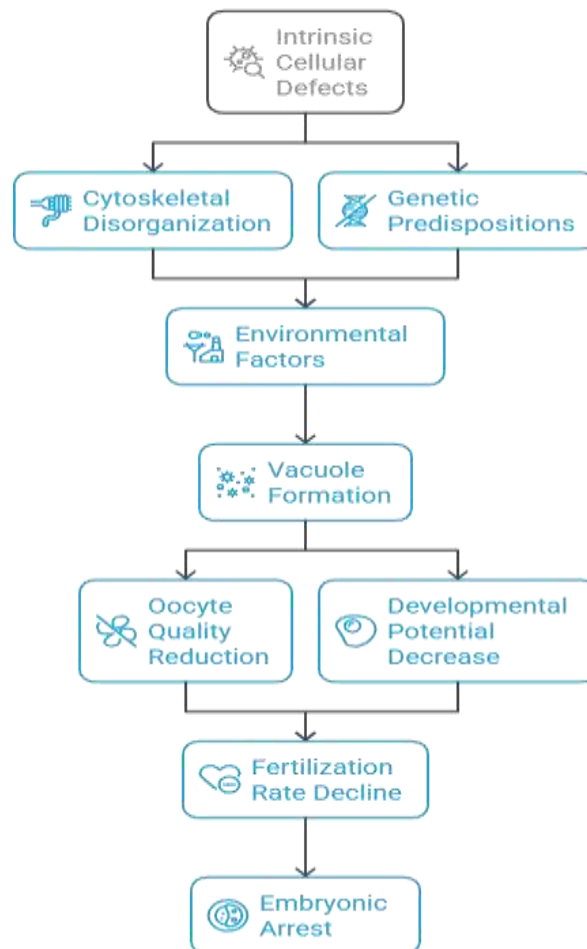 Intrinsic
Cellular
Defects
Cytoskeletal
Disorganization
Genetic
Predispositions
Environmental
Factors
Vacuole
Formation
Oocyte
Quality
Reduction
Developmental
Potential
Decrease
Fertilization
Rate Decline
Embryonic
Arrest